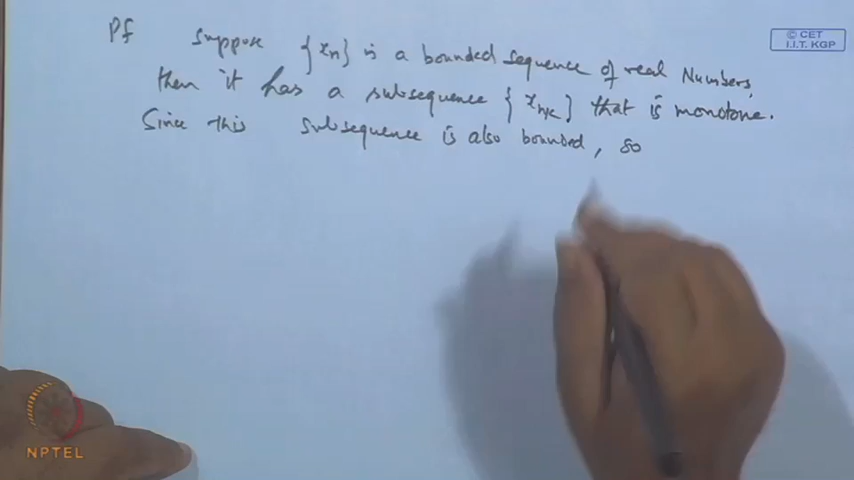 © CET
I.I.T. KGP
Pf Suppose {xn} is a bounded sequence of real Numbers,
then it has a subsequence {xnk} that is monotone.
Since this subsequence is also bounded, so
NPTEL